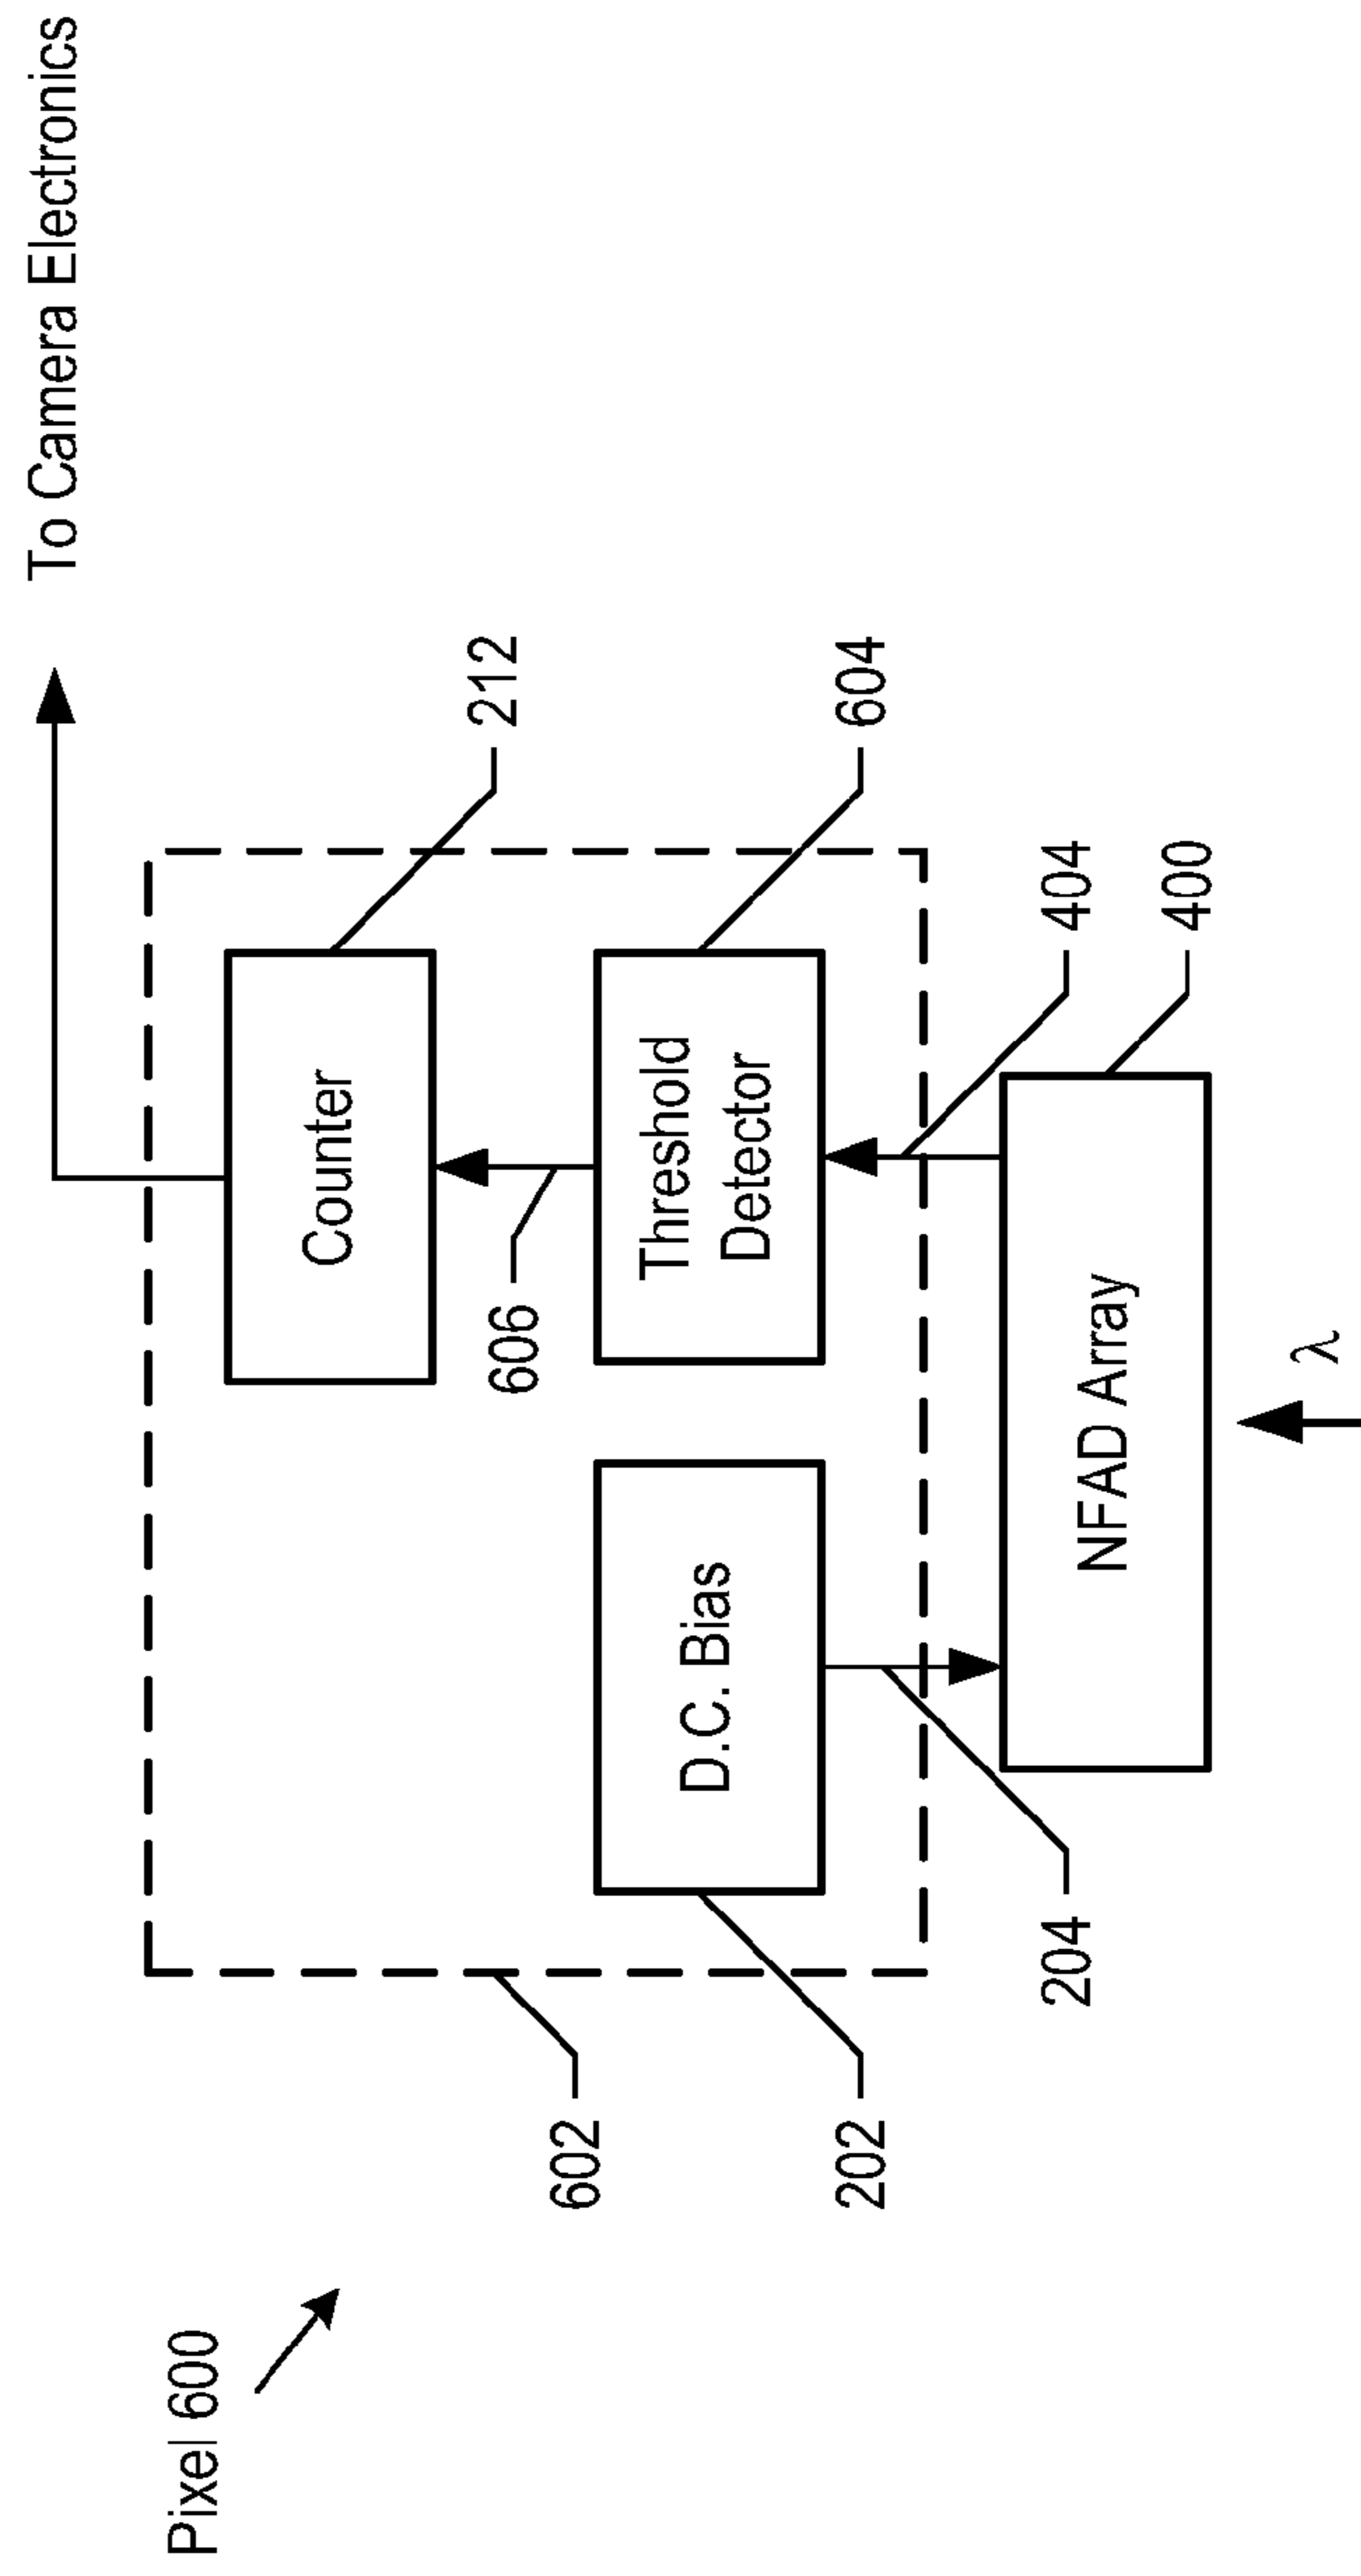 To Camera Electronics
Pixel 600
602
Counter
212
606
202
D.C. Bias
Threshold
Detector
604
204
404
NFAD Array
400
λ